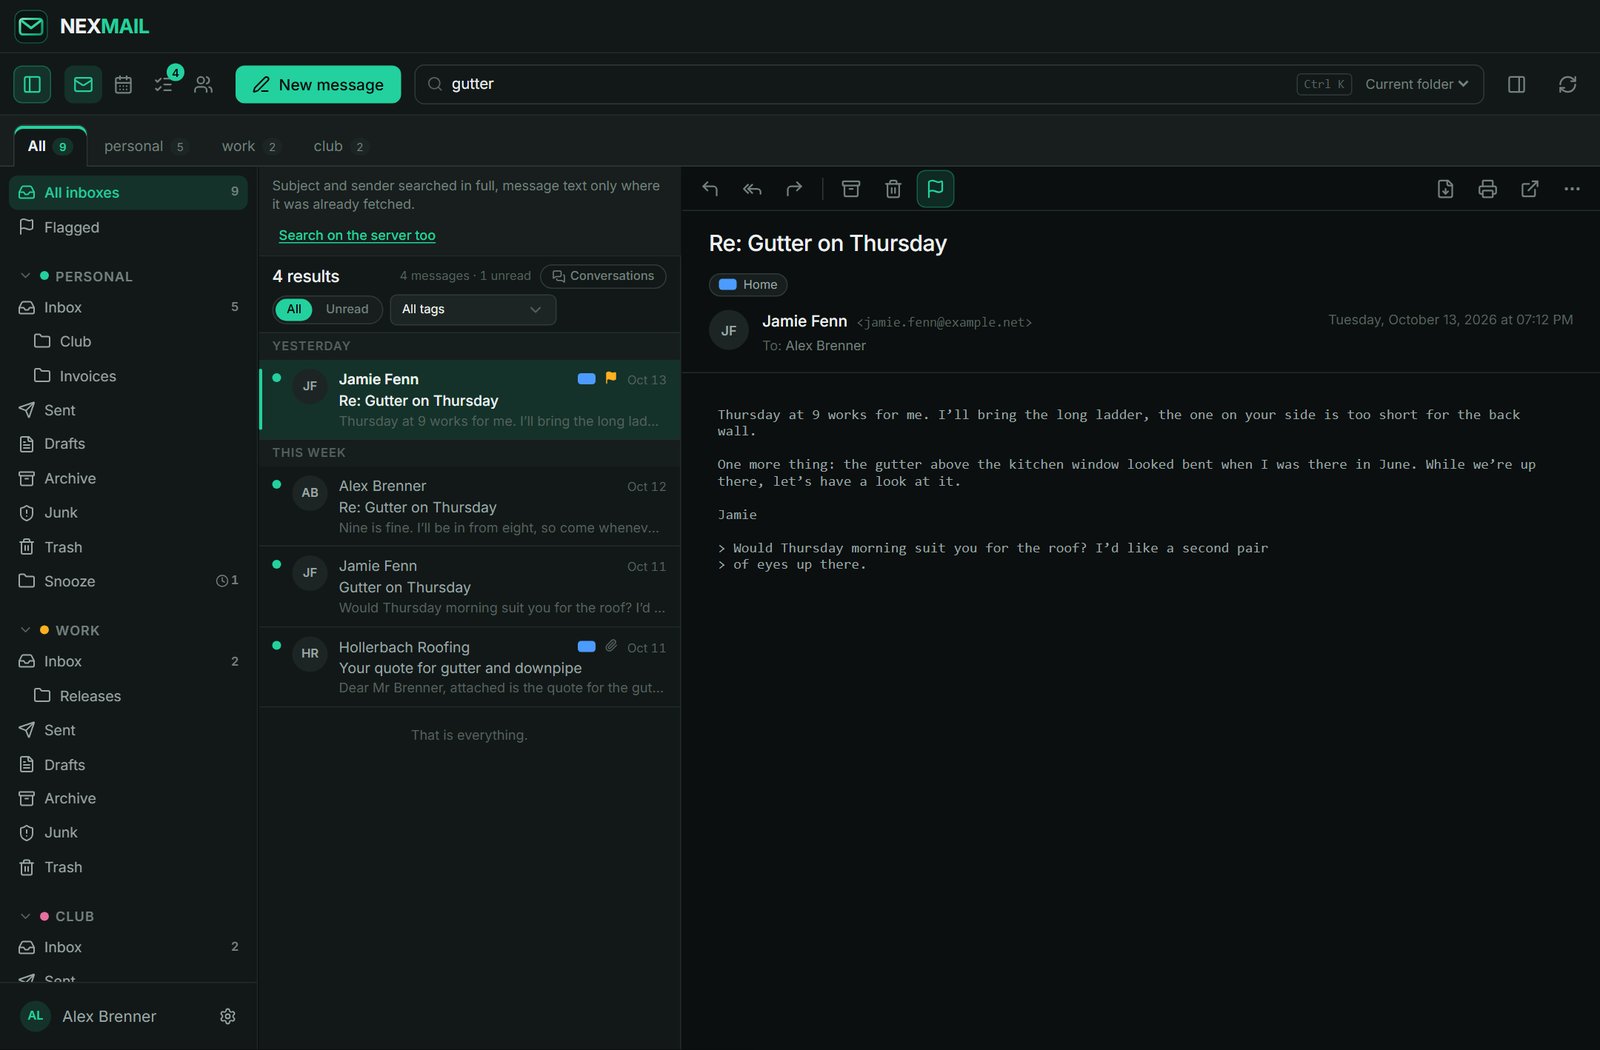 NEXMAIL
4
New message
gutter
Ctrl K
Current folder
All 9
personal 5
work 2
club 2
All inboxes 9
Flagged
PERSONAL
Inbox 5
Club
Invoices
Sent
Drafts
Archive
Junk
Trash
Snooze 1
WORK
Inbox 2
Releases
Sent
Drafts
Archive
Junk
Trash
CLUB
Inbox 2
Sent
AL Alex Brenner
Subject and sender searched in full, message text only where
it was already fetched.
Search on the server too
4 results
4 messages · 1 unread
Conversations
All
Unread
All tags
YESTERDAY
JF
Jamie Fenn
Oct 13
Re: Gutter on Thursday
Thursday at 9 works for me. I’ll bring the long lad...
THIS WEEK
AB
Alex Brenner
Oct 12
Re: Gutter on Thursday
Nine is fine. I’ll be in from eight, so come whenev...
JF
Jamie Fenn
Oct 11
Gutter on Thursday
Would Thursday morning suit you for the roof? I’d ...
HR
Hollerbach Roofing
Oct 11
Your quote for gutter and downpipe
Dear Mr Brenner, attached is the quote for the gut...
That is everything.
Re: Gutter on Thursday
Home
JF
Jamie Fenn <jamie.fenn@example.net>
Tuesday, October 13, 2026 at 07:12 PM
To: Alex Brenner
Thursday at 9 works for me. I’ll bring the long ladder, the one on your side is too short for the back
wall.
One more thing: the gutter above the kitchen window looked bent when I was there in June. While we’re up
there, let’s have a look at it.
Jamie
> Would Thursday morning suit you for the roof? I’d like a second pair
> of eyes up there.